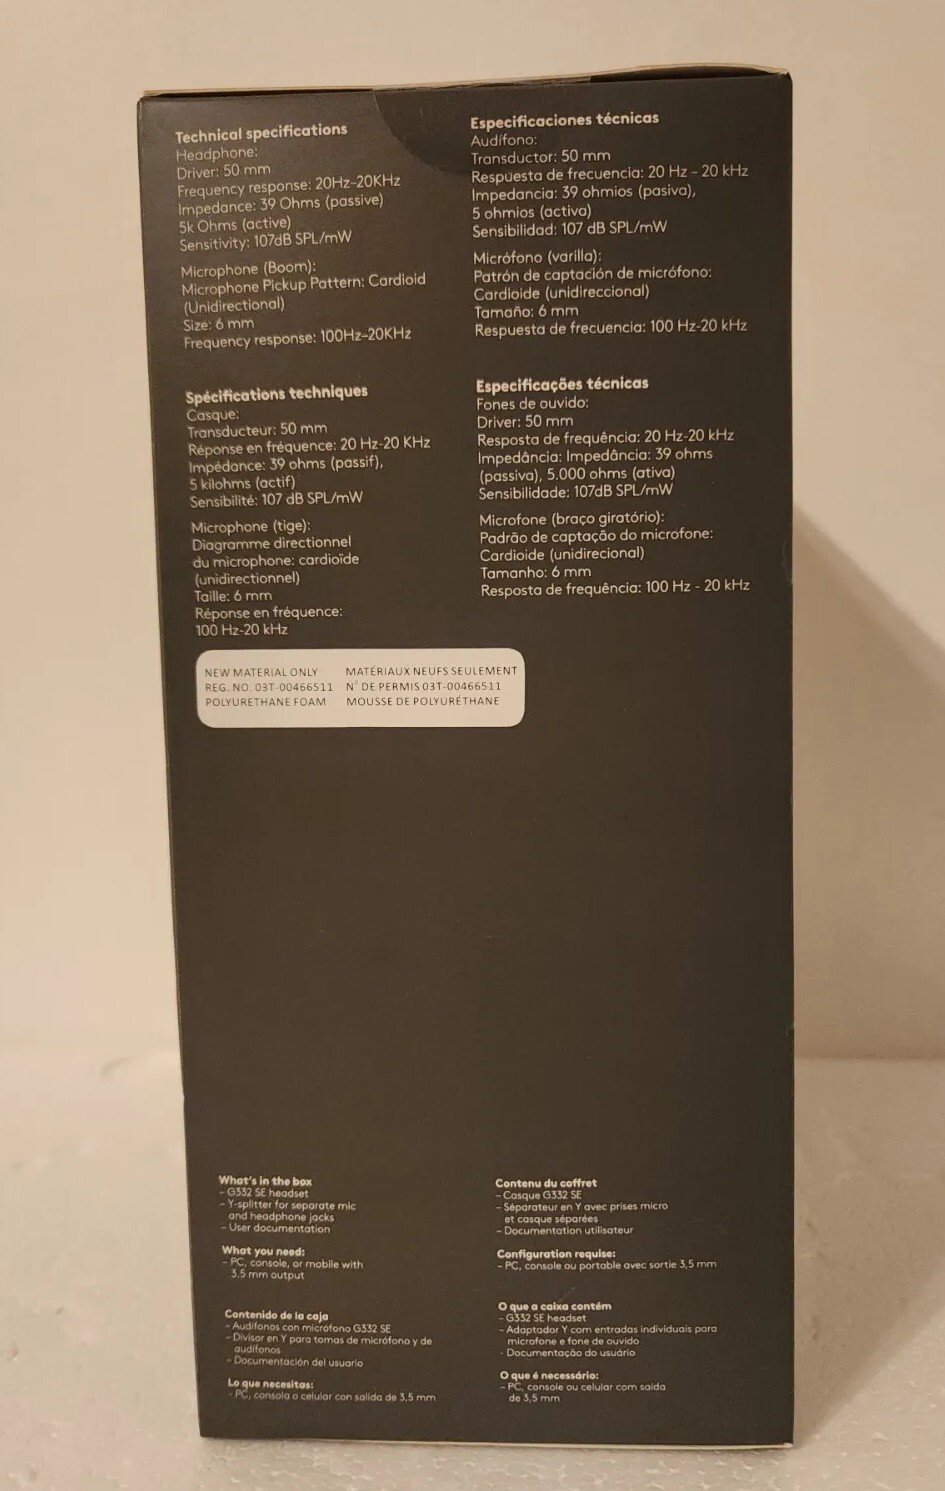 Technical specifications
Headphone:
Driver: 50 mm
Frequency response: 20Hz-20KHz
Impedance: 39 Ohms (passive)
5k Ohms (active)
Sensitivity: 107dB SPL/mW
Microphone (Boom):
Microphone Pickup Pattern: Cardioid
(Unidirectional)
Size: 6 mm
Frequency response: 100Hz-20KHz
Especificaciones técnicas
Audífono:
Transductor: 50 mm
Respuesta de frecuencia: 20 Hz - 20 kHz
Impedancia: 39 ohmios (pasiva),
5 ohmios (activa)
Sensibilidad: 107 dB SPL/mW
Micrófono (varilla):
Patrón de captación de micrófono:
Cardioide (unidireccional)
Tamaño: 6 mm
Respuesta de frecuencia: 100 Hz-20 kHz
Spécifications techniques
Casque:
Transducteur: 50 mm
Réponse en fréquence: 20 Hz-20 KHz
Impédance: 39 ohms (passif),
5 kilohms (actif)
Sensibilité: 107 dB SPL/mW
Microphone (tige):
Diagramme directionnel
du microphone: cardioïde
(unidirectionnel)
Taille: 6 mm
Réponse en fréquence:
100 Hz-20 kHz
Especificações técnicas
Fones de ouvido:
Driver: 50 mm
Resposta de frequência: 20 Hz-20 kHz
Impedância: Impedância: 39 ohms
(passiva), 5.000 ohms (ativa)
Sensibilidade: 107dB SPL/mW
Microfone (braço giratório):
Padrão de captação do microfone:
Cardioide (unidirecional)
Tamanho: 6 mm
Resposta de frequência: 100 Hz - 20 kHz
NEW MATERIAL ONLY
REG. NO. 03T-00466511
POLYURETHANE FOAM
MATÉRIAUX NEUFS SEULEMENT
N° DE PERMIS 03T-00466511
MOUSSE DE POLYURÉTHANE
What's in the box
- G332 SE headset
- Y-splitter for separate mic
and headphone jacks
- User documentation
What you need:
- PC, console, or mobile with
3,5 mm output
Contenu du coffret
- Casque G332 SE
- Séparateur en Y avec prises micro
et casque séparées
- Documentation utilisateur
Configuration requise:
- PC, console ou portable avec sortie 3,5 mm
Contenido de la caja
- Audífonos con micrófono G332 SE
- Divisor en Y para tomas de micrófono y de
audífonos
- Documentación del usuario
Lo que necesitas:
- PC, consola o celular con salida de 3,5 mm
O que a caixa contém
- G332 SE headset
- Adaptador Y com entradas individuais para
microfone e fone de ouvido
- Documentação do usuário
O que é necessário:
- PC, console ou celular com saída
de 3,5 mm